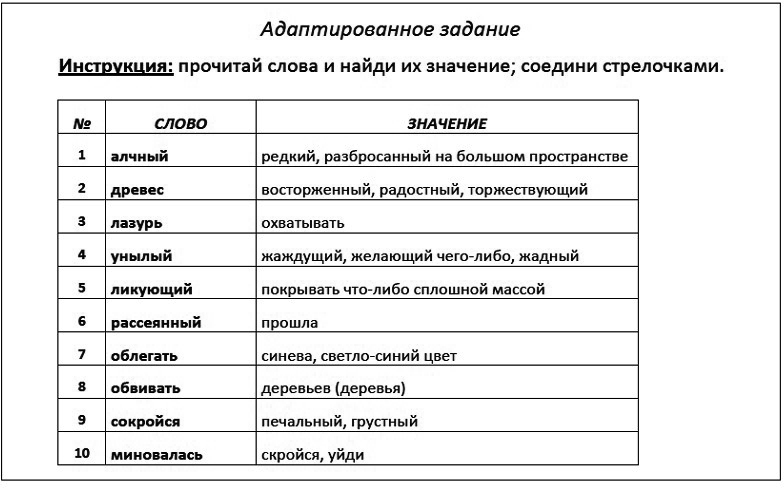 Адаптированное задание
Инструкция: прочитай слова и найди их значение; соедини стрелочками.
№ СЛОВО ЗНАЧЕНИЕ
1 алчный редкий, разбросанный на большом пространстве
2 древес восторженный, радостный, торжествующий
3 лазурь охватывать
4 унылый жаждущий, желающий чего-либо, жадный
5 ликующий покрывать что-либо сплошной массой
6 рассеянный прошла
7 облегать синева, светло-синий цвет
8 обвивать деревьев (деревья)
9 сокройся печальный, грустный
10 миновалась скройся, уйди